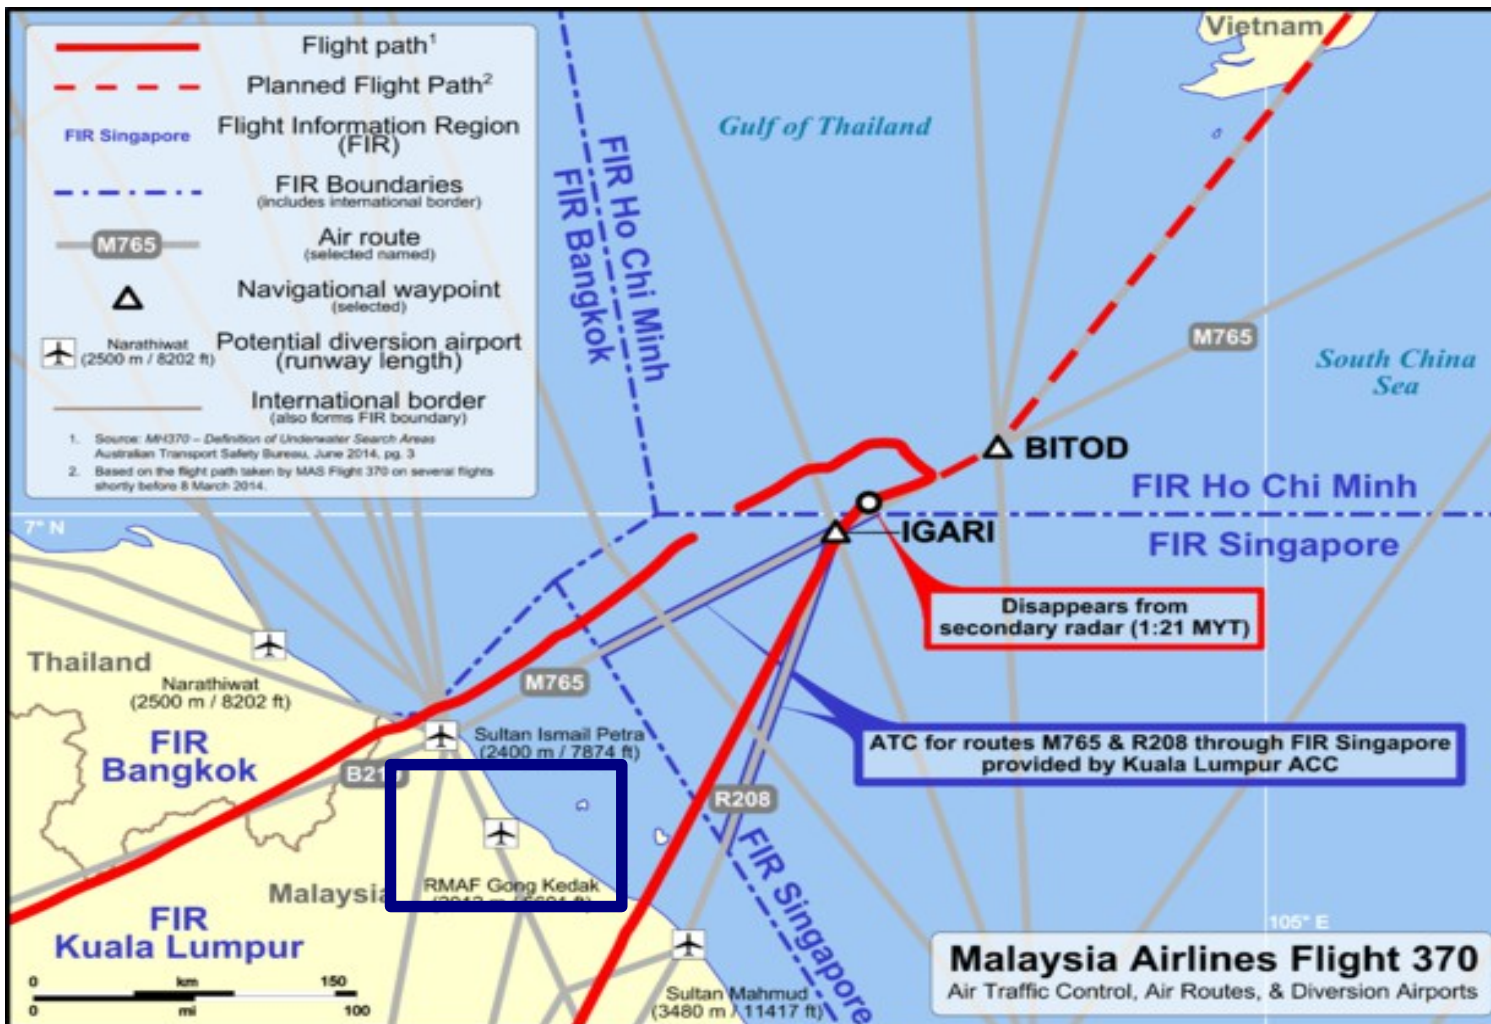 Flight path1
Planned Flight Path2
FIR Singapore
Flight Information Region
(FIR)
FIR Boundaries
(includes international border)
M765
Air route
(selected named)
Navigational waypoint
(selected)
Narathiwat
(2500 m / 8202 ft)
Potential diversion airport
(runway length)
International border
(also forms FIR boundary)
1. Source: MH370 – Definition of Underwater Search Areas
Australian Transport Safety Bureau, June 2014, pg. 3
2. Based on the flight path taken by MAS Flight 370 on several flights
shortly before 8 March 2014.
Vietnam
Gulf of Thailand
FIR Ho Chi Minh
FIR Bangkok
M765
South China
Sea
BITOD
FIR Ho Chi Minh
7° N
IGARI
FIR Singapore
Disappears from
secondary radar (1:21 MYT)
Thailand
Narathiwat
(2500 m / 8202 ft)
M765
Sultan Ismail Petra
(2400 m / 7874 ft)
FIR
Bangkok
ATC for routes M765 & R208 through FIR Singapore
provided by Kuala Lumpur ACC
R208
FIR Singapore
Malaysia
RMAF Gong Kedak
FIR
Kuala Lumpur
105° E
Malaysia Airlines Flight 370
Air Traffic Control, Air Routes, & Diversion Airports
0 km 150
0 mi 100
Sultan Mahmud
(3480 m / 11417 ft)